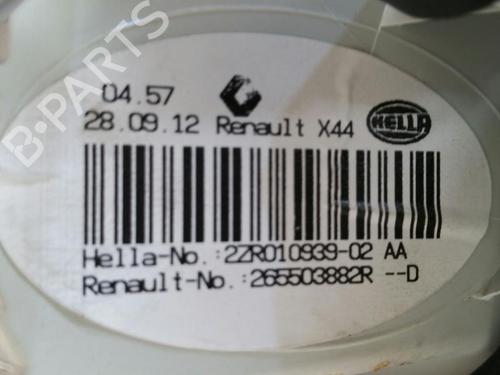 04.57
28.09.12 Renault X44
HELLA
Hella-No.:2ZR010939-02 AA
Renault-No.:265503882R --D
B-PARTS